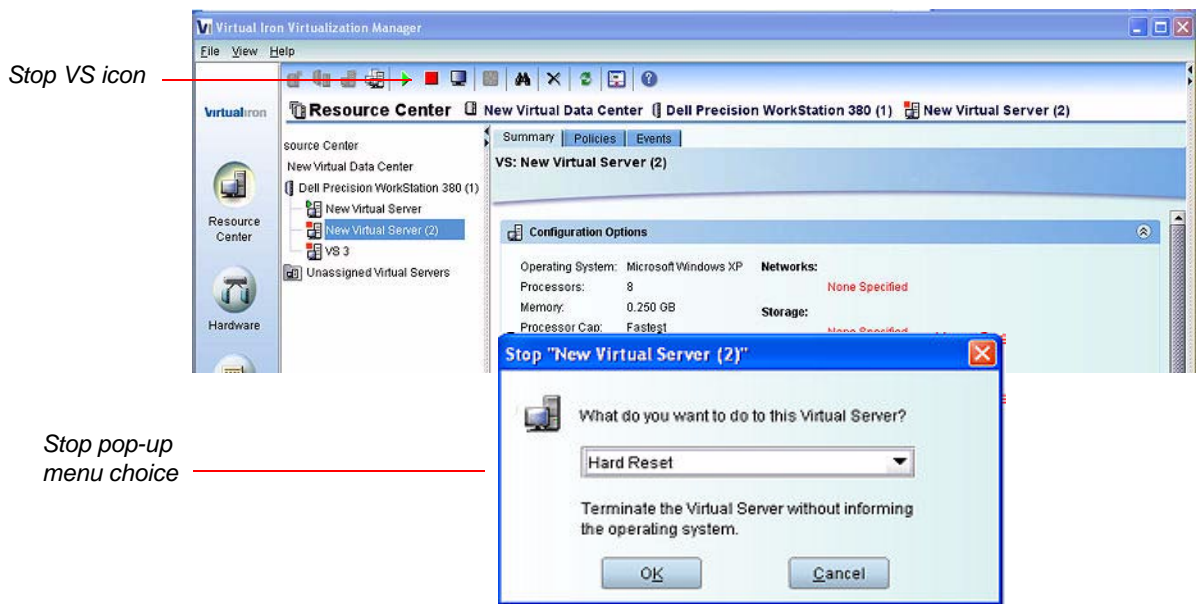 Virtual Iron Virtualization Manager
File View Help
Stop VS icon
Virtualiron
Resource Center New Virtual Data Center Dell Precision WorkStation 380 (1) New Virtual Server (2)
source Center
New Virtual Data Center
Dell Precision WorkStation 380 (1)
New Virtual Server
New Virtual Server (2)
VS 3
Unassigned Virtual Servers
Resource
Center
Hardware
Summary Policies Events
VS: New Virtual Server (2)
Configuration Options
Operating System: Microsoft Windows XP Networks:
Processors: 8 None Specified
Memory: 0.250 GB Storage:
Processor Cap: Fastest None Specified
Stop "New Virtual Server (2)"
What do you want to do to this Virtual Server?
Stop pop-up
menu choice
Hard Reset
Terminate the Virtual Server without informing
the operating system.
OK Cancel